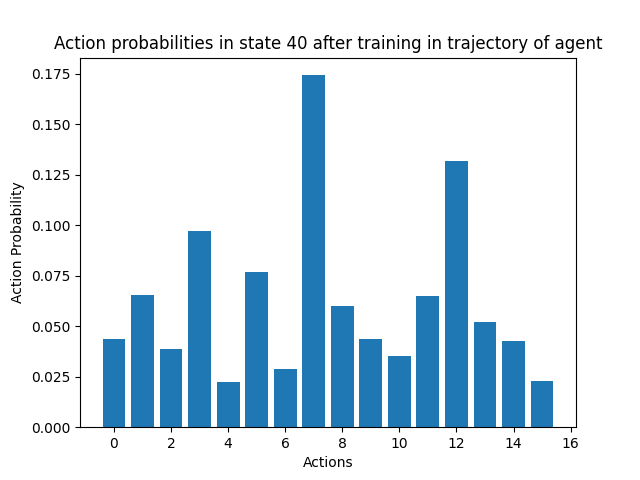 Action probabilities in state 40 after training in trajectory of agent
0.175
0.150
0.125
0.100
0.075
0.050
0.025
0.000
Action Probability
0 2 4 6 8 10 12 14 16
Actions